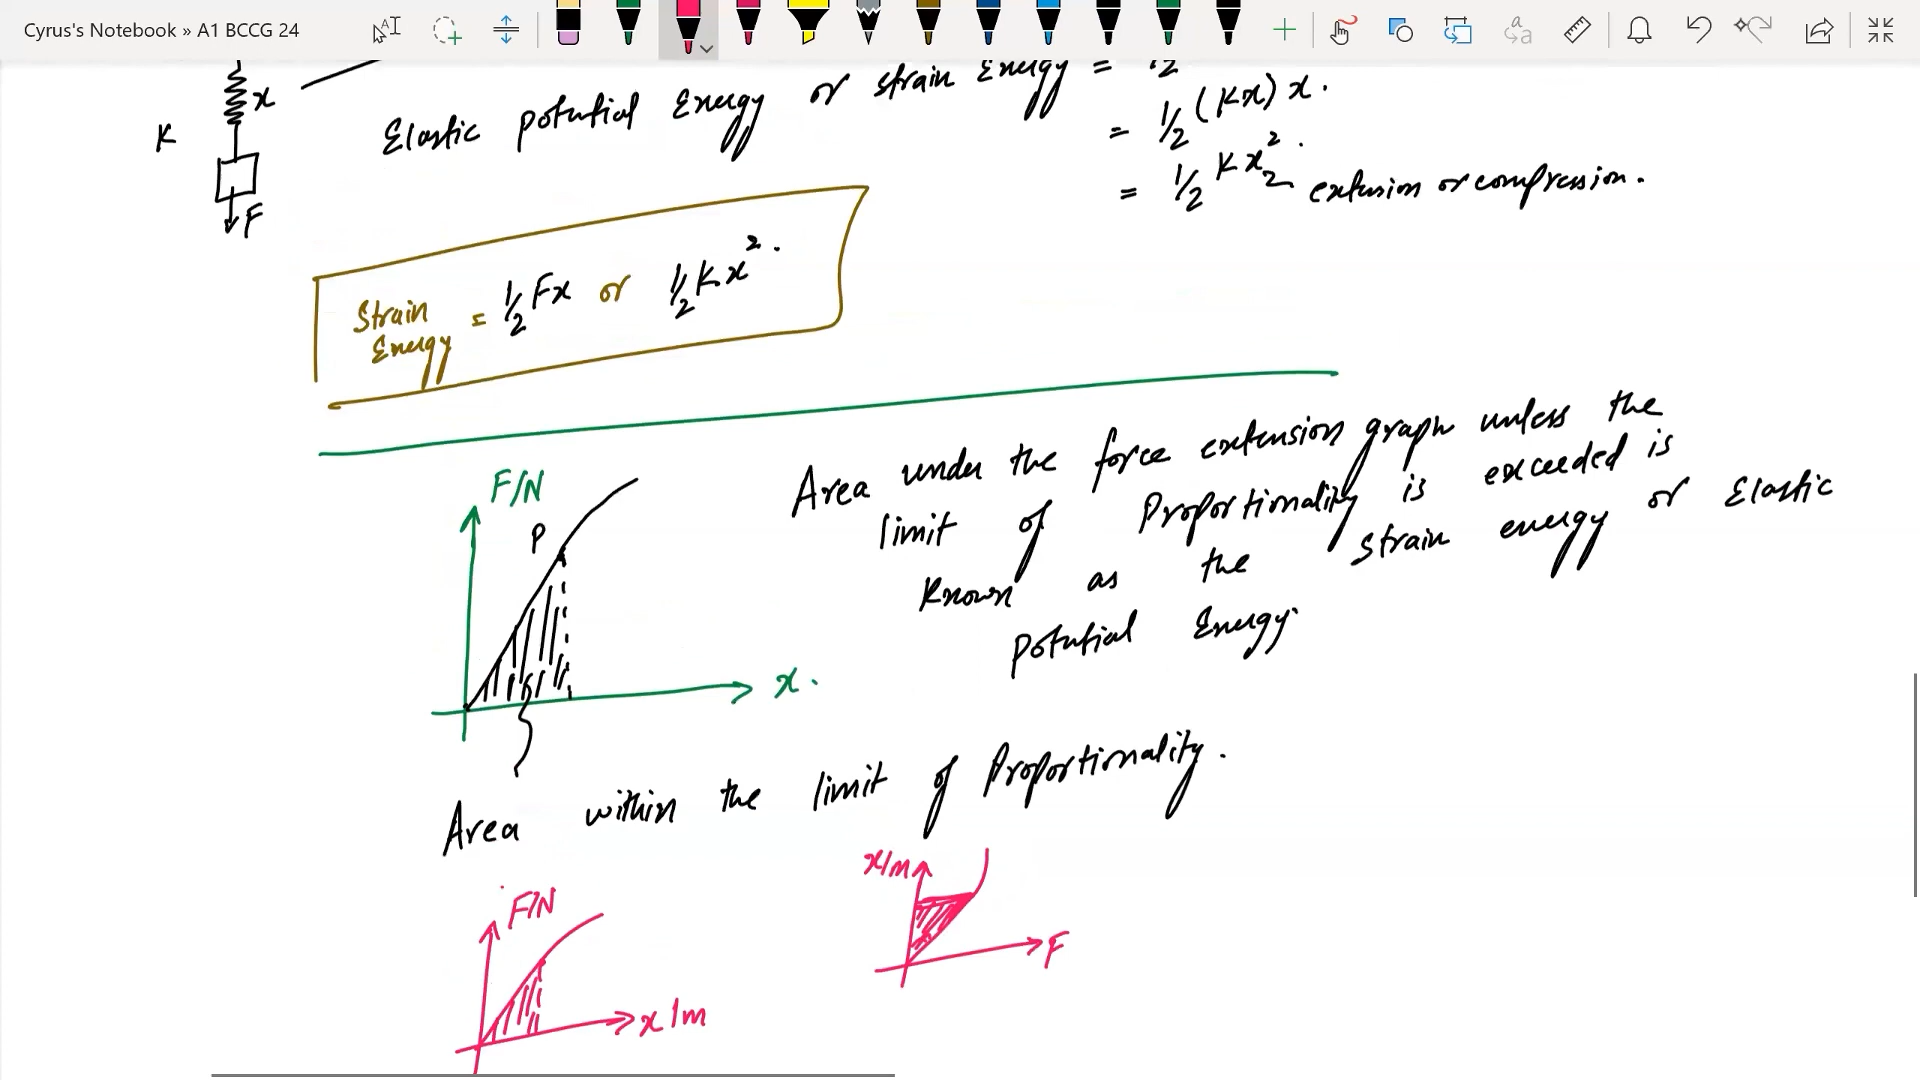 Cyrus's Notebook » A1 BCCG 24
x
K
F
Elastic potential Energy or strain Energy = 1/2
= 1/2 (Kx) x.
= 1/2 Kx².
extension or compression.
Strain Energy = 1/2 Fx or 1/2 Kx².
F/N
P
x.
Area under the force extension graph unless the
limit of Proportionality is exceeded is
known as the strain energy or Elastic
potential Energy.
Area within the limit of Proportionality.
F/N
x/m
x/m
F